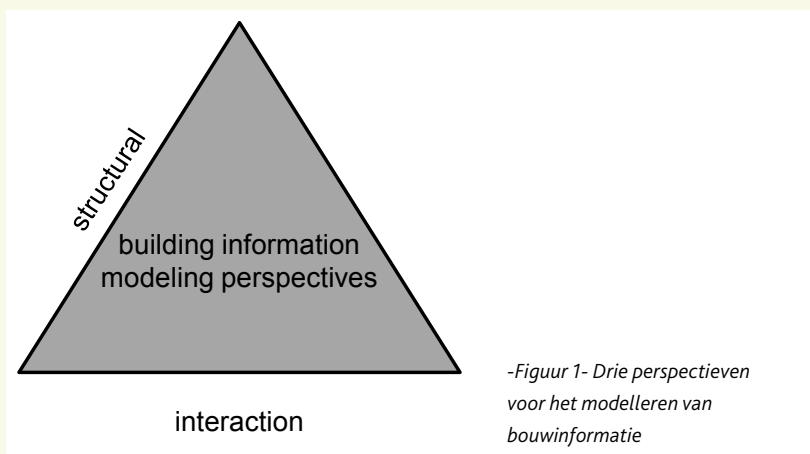 structural
building information
modeling perspectives
interaction
-Figuur 1- Drie perspectieven
voor het modelleren van
bouwinformatie